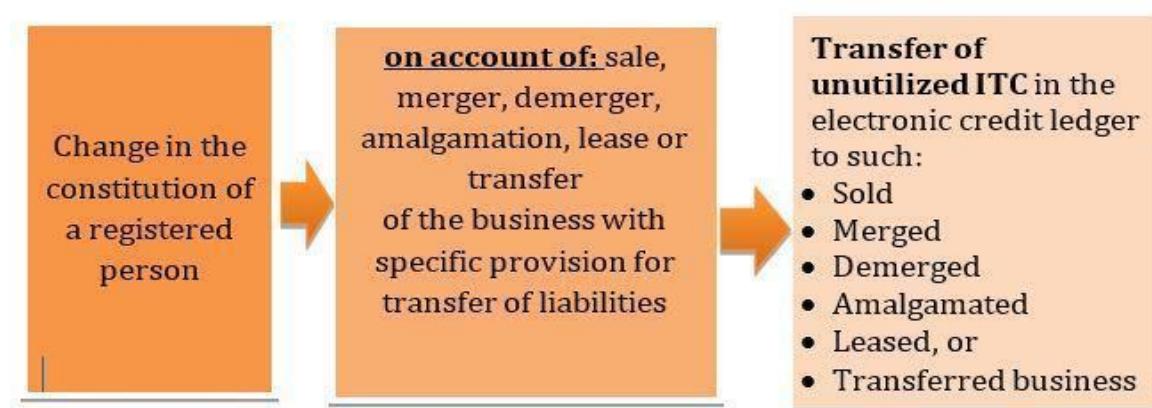 Change in the
constitution of
a registered
person
on account of: sale,
merger, demerger,
amalgamation, lease or
transfer
of the business with
specific provision for
transfer of liabilities
Transfer of
unutilized ITC in the
electronic credit ledger
to such:
• Sold
• Merged
• Demerged
• Amalgamated
• Leased, or
• Transferred business